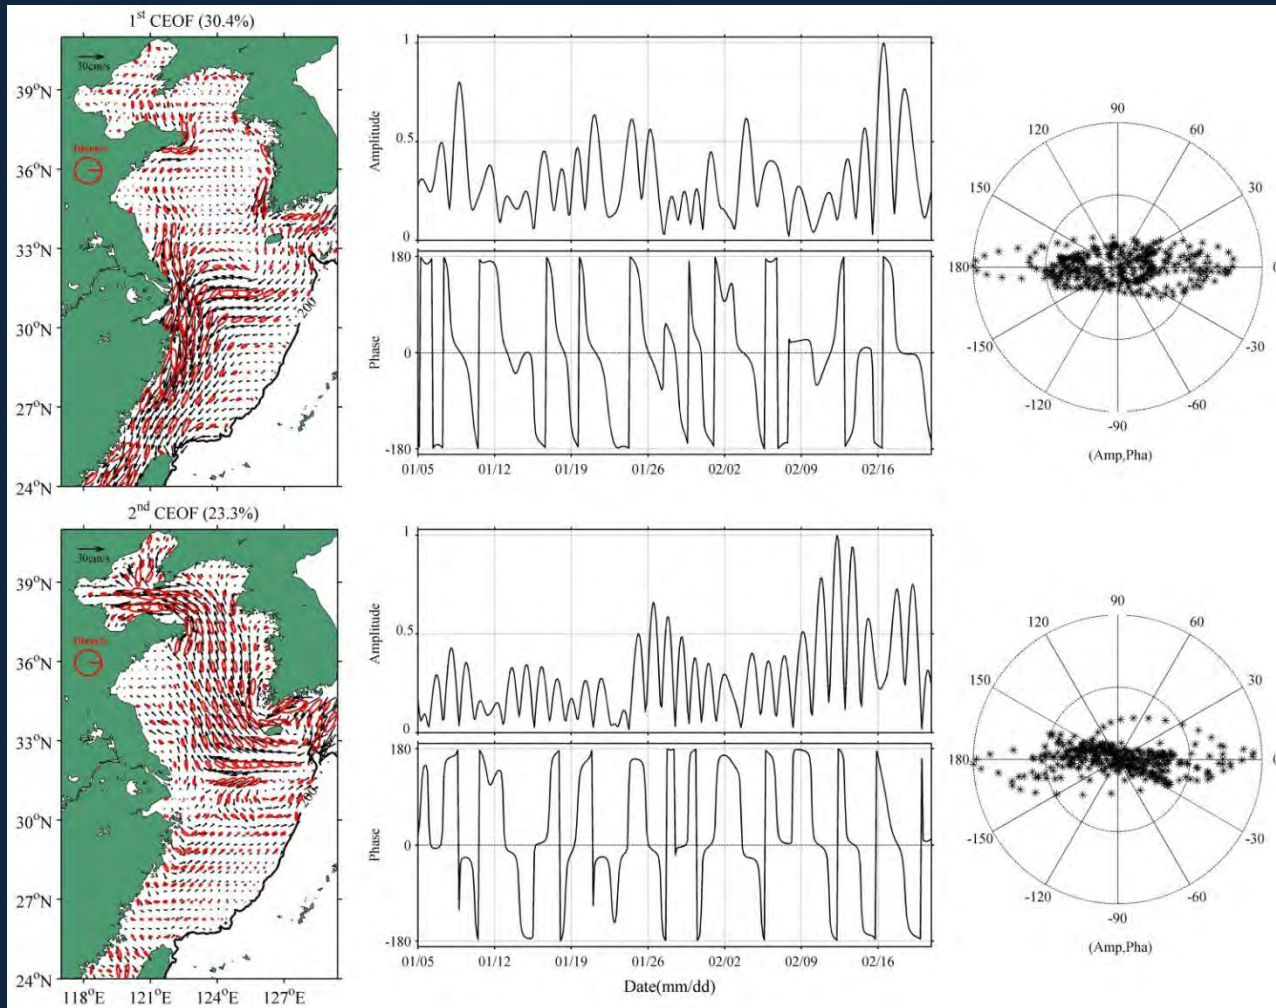 1st CEOF (30.4%)
30cm/s
39°N
36°N
33°N
30°N
27°N
24°N
200
Amplitude
1
0.5
0
Phase
180
0
-180
01/05 01/12 01/19 01/26 02/02 02/09 02/16
90
120 60
150 30
180 0
-150 -30
-120 -60
-90
(Amp,Pha)
2nd CEOF (23.3%)
30cm/s
10cm/s
39°N
36°N
33°N
30°N
27°N
24°N
118°E 121°E 124°E 127°E
Amplitude
1
0.5
0
Phase
180
0
-180
01/05 01/12 01/19 01/26 02/02 02/09 02/16
Date(mm/dd)
90
120 60
150 30
180 0
-150 -30
-120 -60
-90
(Amp,Pha)